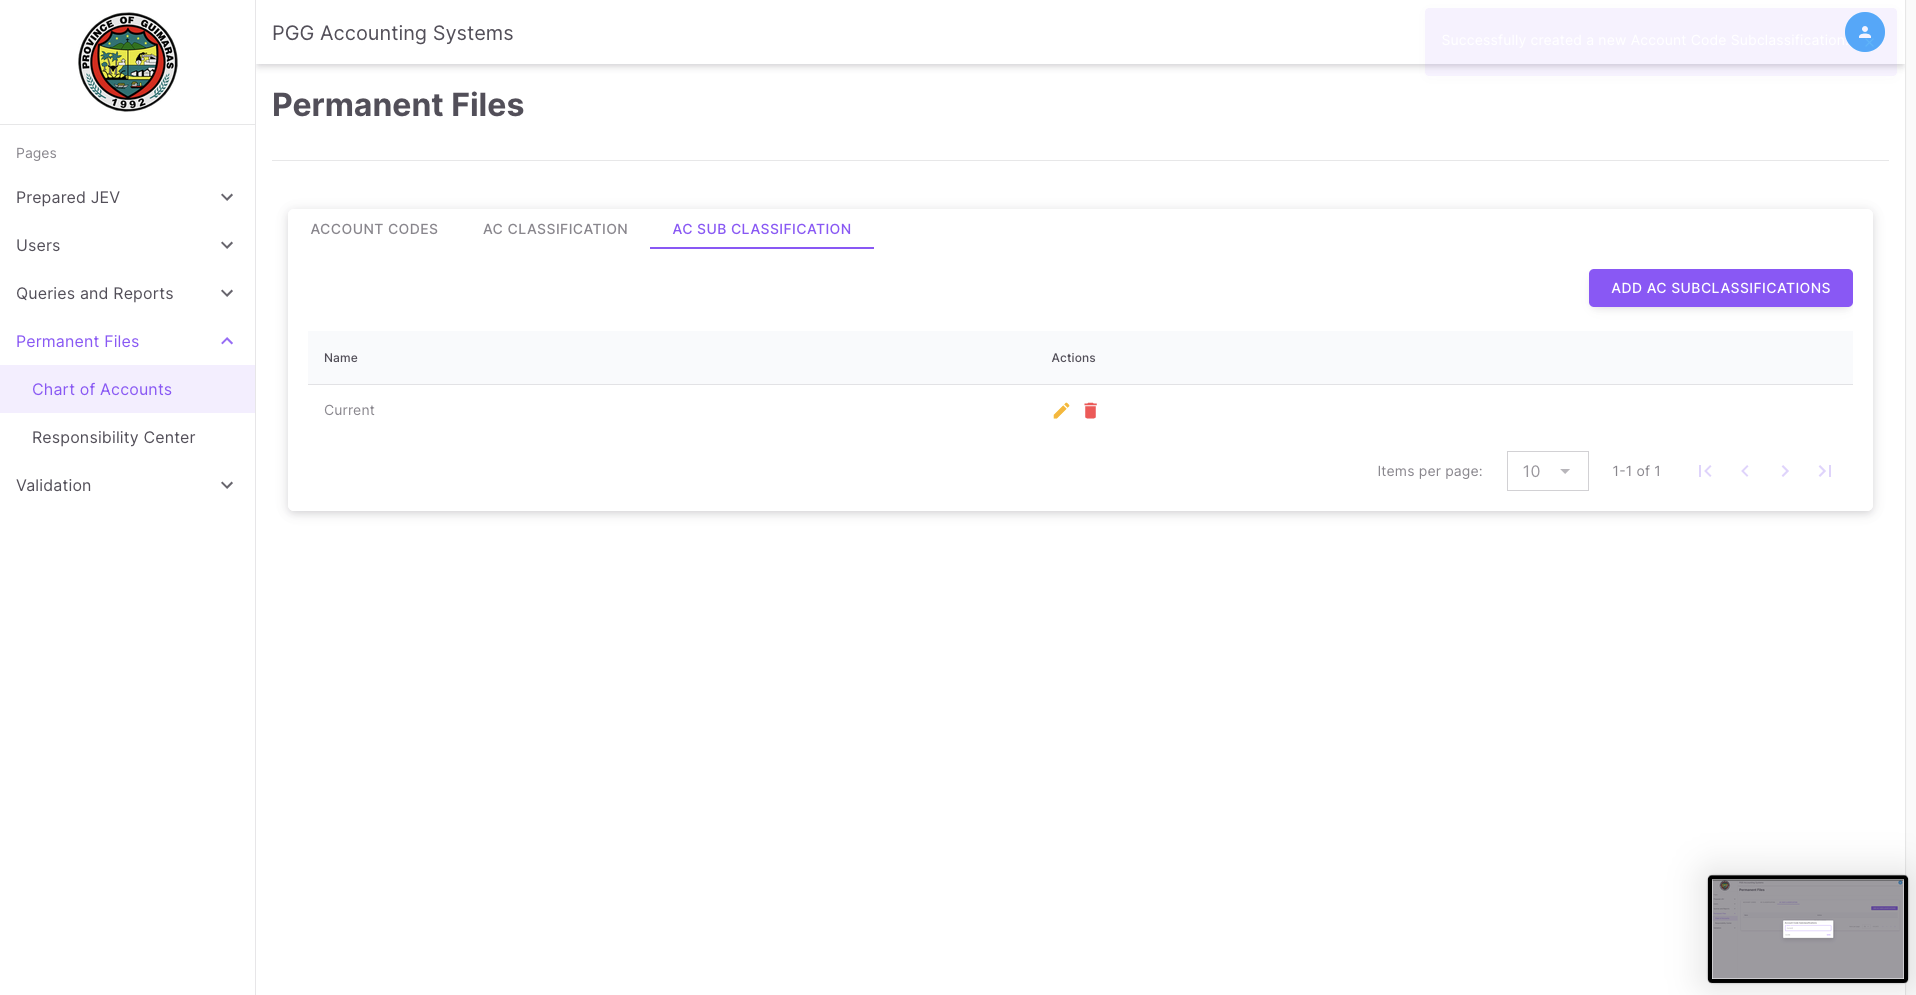 PROVINCE OF GUIMARAS
1992
PGG Accounting Systems
Successfully created a new Account Code Subclassification
Permanent Files
Pages
Prepared JEV
Users
Queries and Reports
Permanent Files
Chart of Accounts
Responsibility Center
Validation
ACCOUNT CODES
AC CLASSIFICATION
AC SUB CLASSIFICATION
ADD AC SUBCLASSIFICATIONS
Name
Actions
Current
Items per page:
10
1-1 of 1